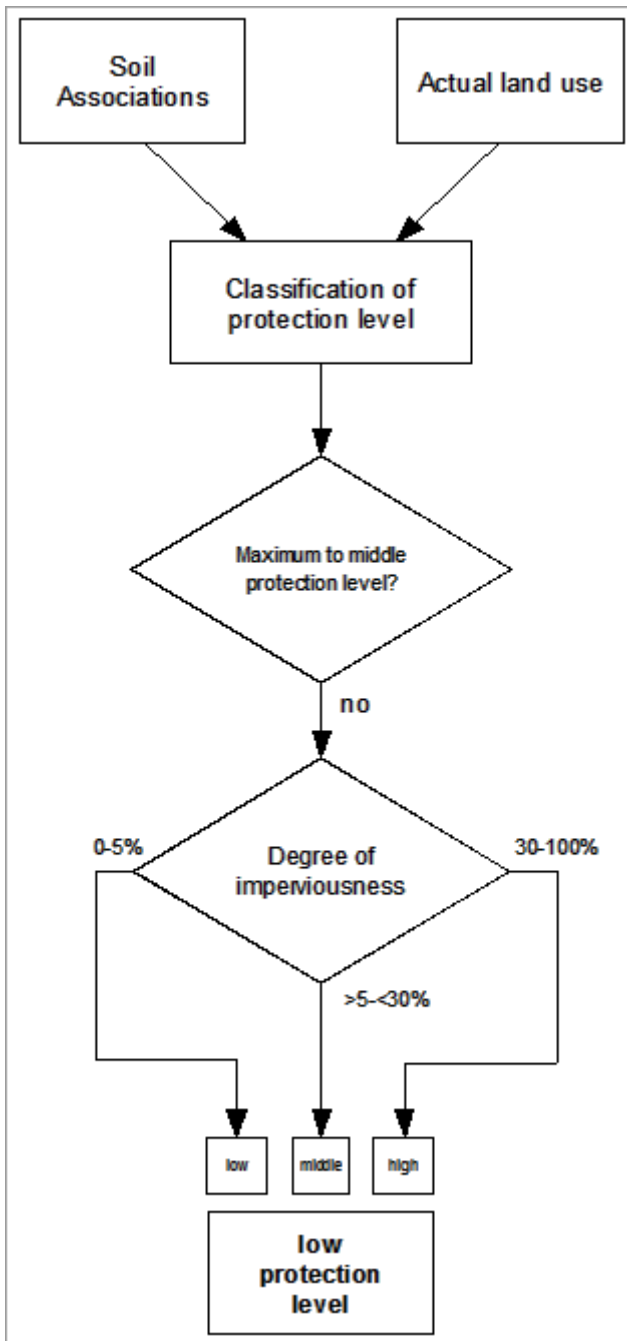 Soil
Associations
Actual land use
Classification of
protection level
Maximum to middle
protection level?
no
0-5%
Degree of
imperviousness
30-100%
>5-<30%
low
middle
high
low
protection
level